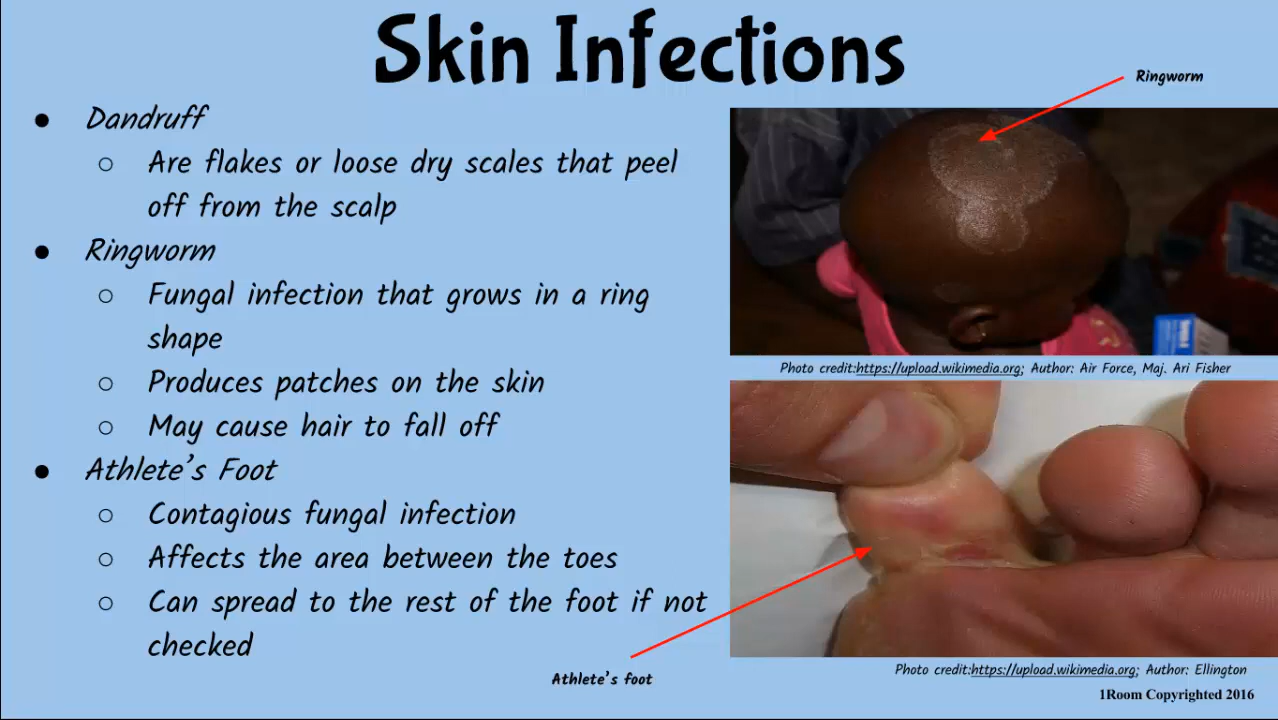 Skin Infections
Ringworm
● Dandruff
○ Are flakes or loose dry scales that peel
off from the scalp
● Ringworm
○ Fungal infection that grows in a ring
shape
○ Produces patches on the skin
○ May cause hair to fall off
● Athlete's Foot
○ Contagious fungal infection
○ Affects the area between the toes
○ Can spread to the rest of the foot if not
checked
Photo credit:https://upload.wikimedia.org; Author: Air Force, Maj. Ari Fisher
Athlete's foot
Photo credit:https://upload.wikimedia.org; Author: Ellington
1Room Copyrighted 2016